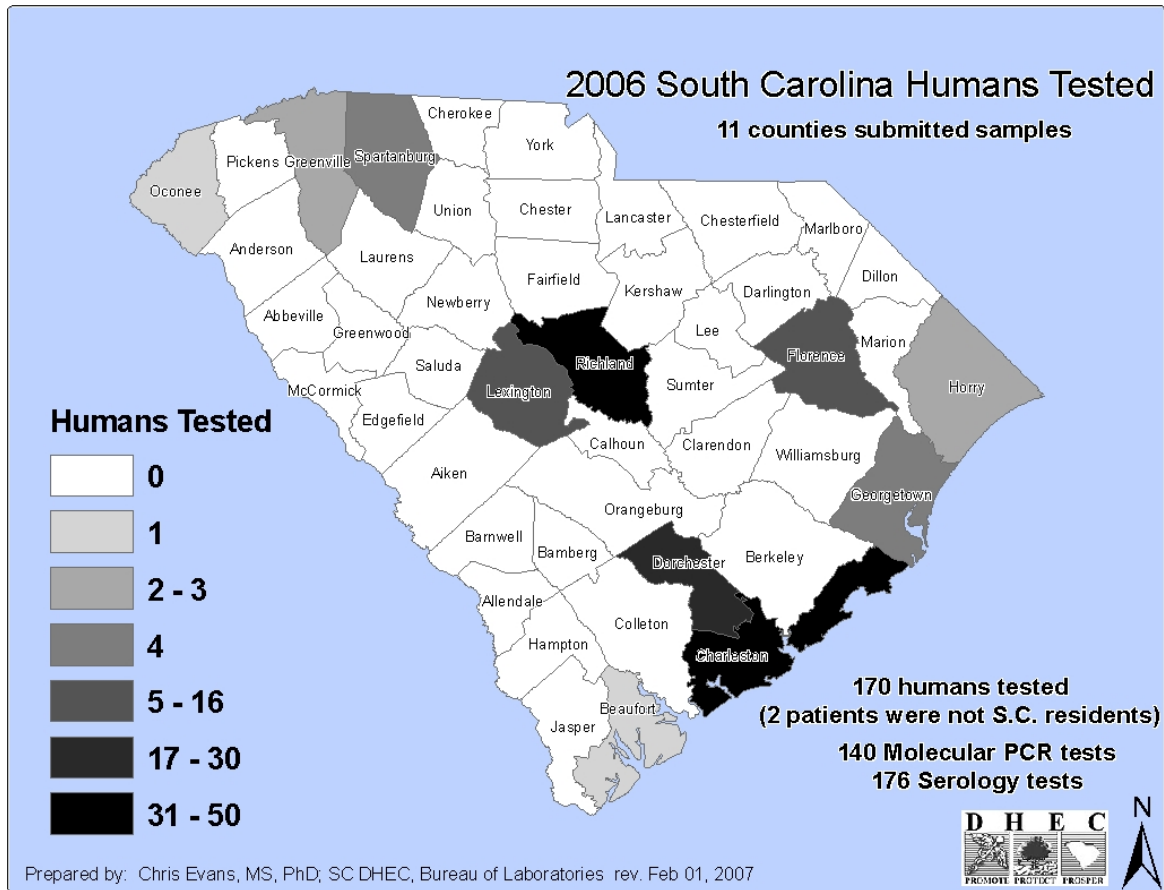 2006 South Carolina Humans Tested
11 counties submitted samples
Cherokee
York
Pickens
Greenville
Spartanburg
Oconee
Union
Chester
Lancaster
Chesterfield
Marlboro
Anderson
Laurens
Dillon
Fairfield
Kershaw
Darlington
Newberry
Abbeville
Greenwood
Lee
Marion
Florence
Saluda
Richland
Horry
McCormick
Lexington
Sumter
Edgefield
Calhoun
Clarendon
Williamsburg
Aiken
Georgetown
Orangeburg
Barnwell
Bamberg
Dorchester
Berkeley
Allendale
Colleton
Hampton
Charleston
Beaufort
Jasper
Humans Tested
0
1
2 - 3
4
5 - 16
17 - 30
31 - 50
170 humans tested
(2 patients were not S.C. residents)
140 Molecular PCR tests
176 Serology tests
D H E C
PROMOTE PROTECT PROSPER
N
Prepared by: Chris Evans, MS, PhD; SC DHEC, Bureau of Laboratories rev. Feb 01, 2007